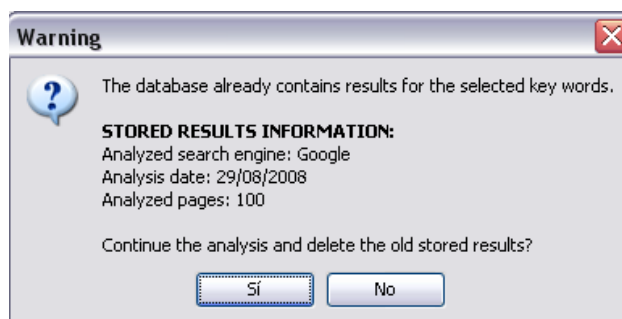 Warning
The database already contains results for the selected key words.
STORED RESULTS INFORMATION:
Analyzed search engine: Google
Analysis date: 29/08/2008
Analyzed pages: 100
Continue the analysis and delete the old stored results?
Sí
No